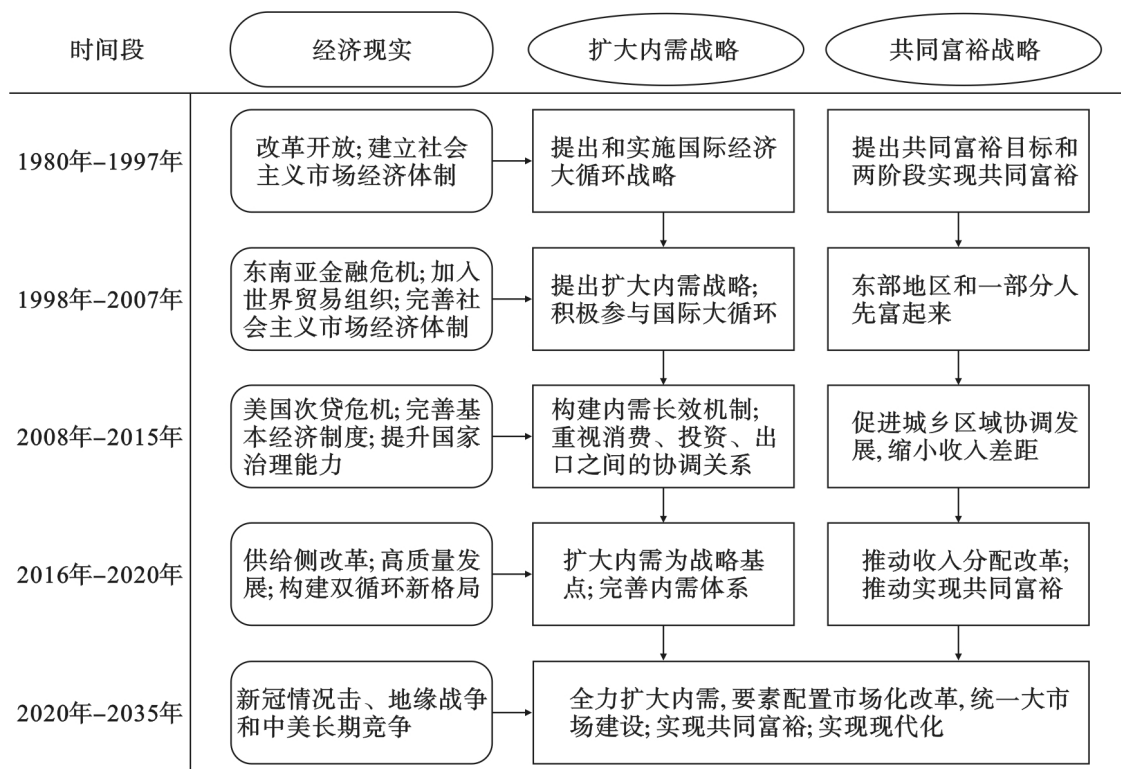 时间段
经济现实
扩大内需战略
共同富裕战略
1980年–1997年
改革开放; 建立社会
主义市场经济体制
提出和实施国际经济
大循环战略
提出共同富裕目标和
两阶段实现共同富裕
1998年–2007年
东南亚金融危机; 加入
世界贸易组织; 完善社
会主义市场经济体制
提出扩大内需战略;
积极参与国际大循环
东部地区和一部分人
先富起来
2008年–2015年
美国次贷危机; 完善基
本经济制度; 提升国家
治理能力
构建内需长效机制;
重视消费、投资、出
口之间的协调关系
促进城乡区域协调发
展, 缩小收入差距
2016年–2020年
供给侧改革; 高质量发
展; 构建双循环新格局
扩大内需为战略基
点; 完善内需体系
推动收入分配改革;
推动实现共同富裕
2020年–2035年
新冠情况击、地缘战争
和中美长期竞争
全力扩大内需, 要素配置市场化改革, 统一大市
场建设; 实现共同富裕; 实现现代化